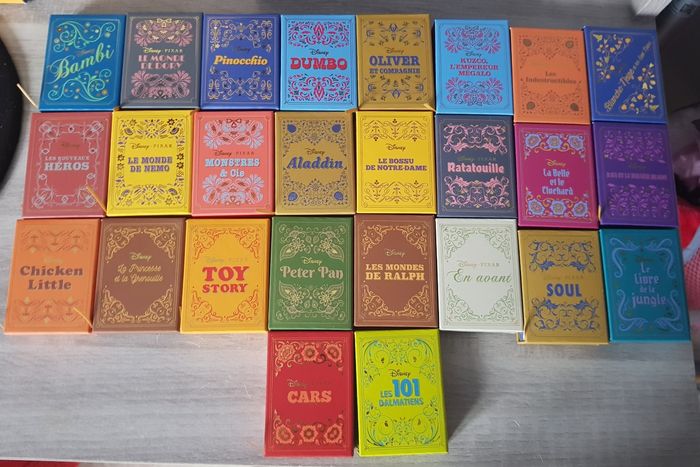 Bambi
Disney · PIXAR
LE MONDE
DE DORY
Disney
Pinocchio
Disney
DUMBO
Disney
OLIVER
ET COMPAGNIE
Disney
KUZCO,
L'EMPEREUR
MÉGALO
Les
Indestructibles
Blanche Neige
LES NOUVEAUX
HÉROS
Disney · PIXAR
LE MONDE
DE NEMO
Disney · PIXAR
MONSTRES
& Cie
Disney
Aladdin
Disney
LE BOSSU
DE NOTRE-DAME
Disney · PIXAR
Ratatouille
Disney
La Belle
et le
Clochard
Disney
Chicken
Little
Disney
La Princesse
et la Grenouille
Disney · PIXAR
TOY
STORY
Disney
Peter Pan
Disney
LES MONDES
DE RALPH
Disney · PIXAR
En avant
Disney · PIXAR
SOUL
Disney
Le Livre
de la
jungle
Disney · PIXAR
CARS
Disney
LES 101
DALMATIENS